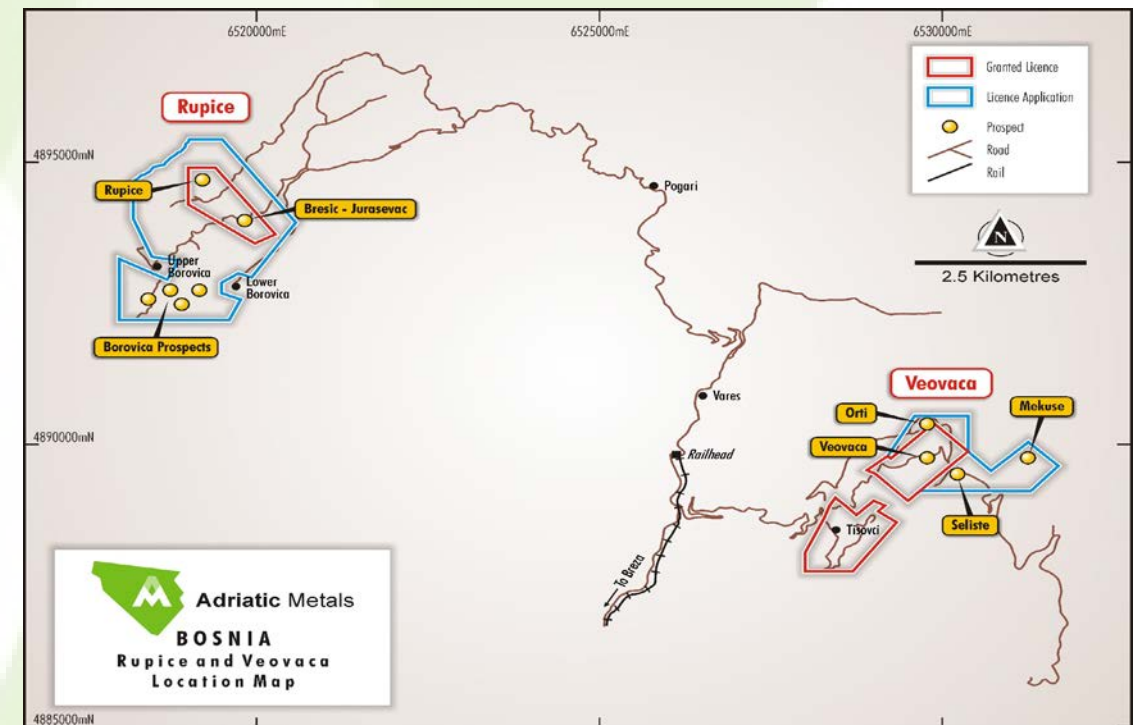 6520000mE
6525000mE
6530000mE
Granted Licence
Licence Application
Prospect
Road
Rail
N
2.5 Kilometres
Rupice
4895000mN
Rupice
Bresic - Jurasevac
Pogari
Upper
Borovica
Lower
Borovica
Borovica Prospects
Vares
Veovaca
Orti
Mekuse
Veovaca
4890000mN
Railhead
Seliste
Tisovci
To Breza
Adriatic Metals
BOSNIA
Rupice and Veovaca
Location Map
4885000mN